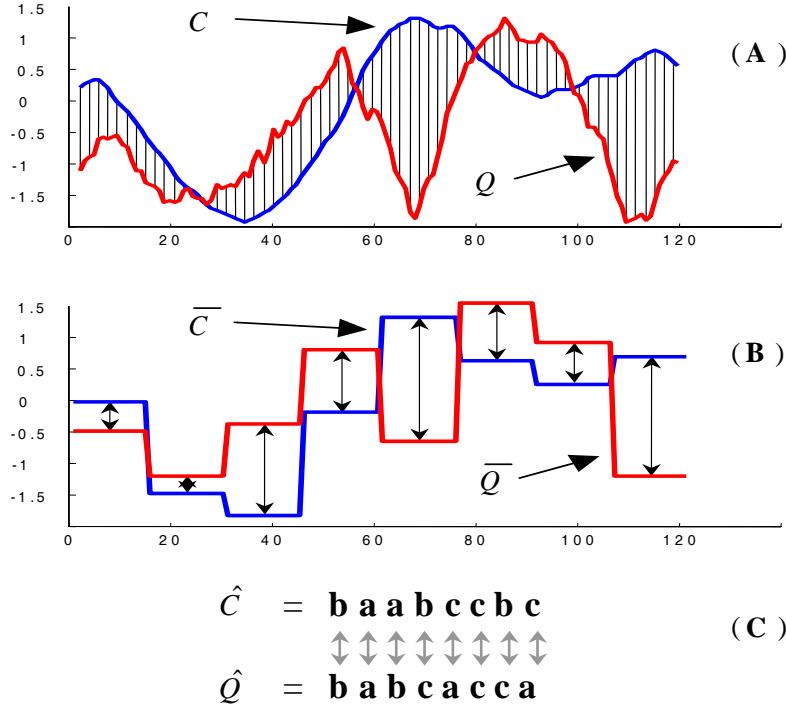 1.5
C
1
( A )
0.5
0
-0.5
-1
Q
-1.5
0 20 40 60 80 100 120
1.5
C̅
1
( B )
0.5
0
-0.5
-1
Q̅
-1.5
0 20 40 60 80 100 120
Ĉ = b a a b c c b c
( C )
Q̂ = b a b c a c c a